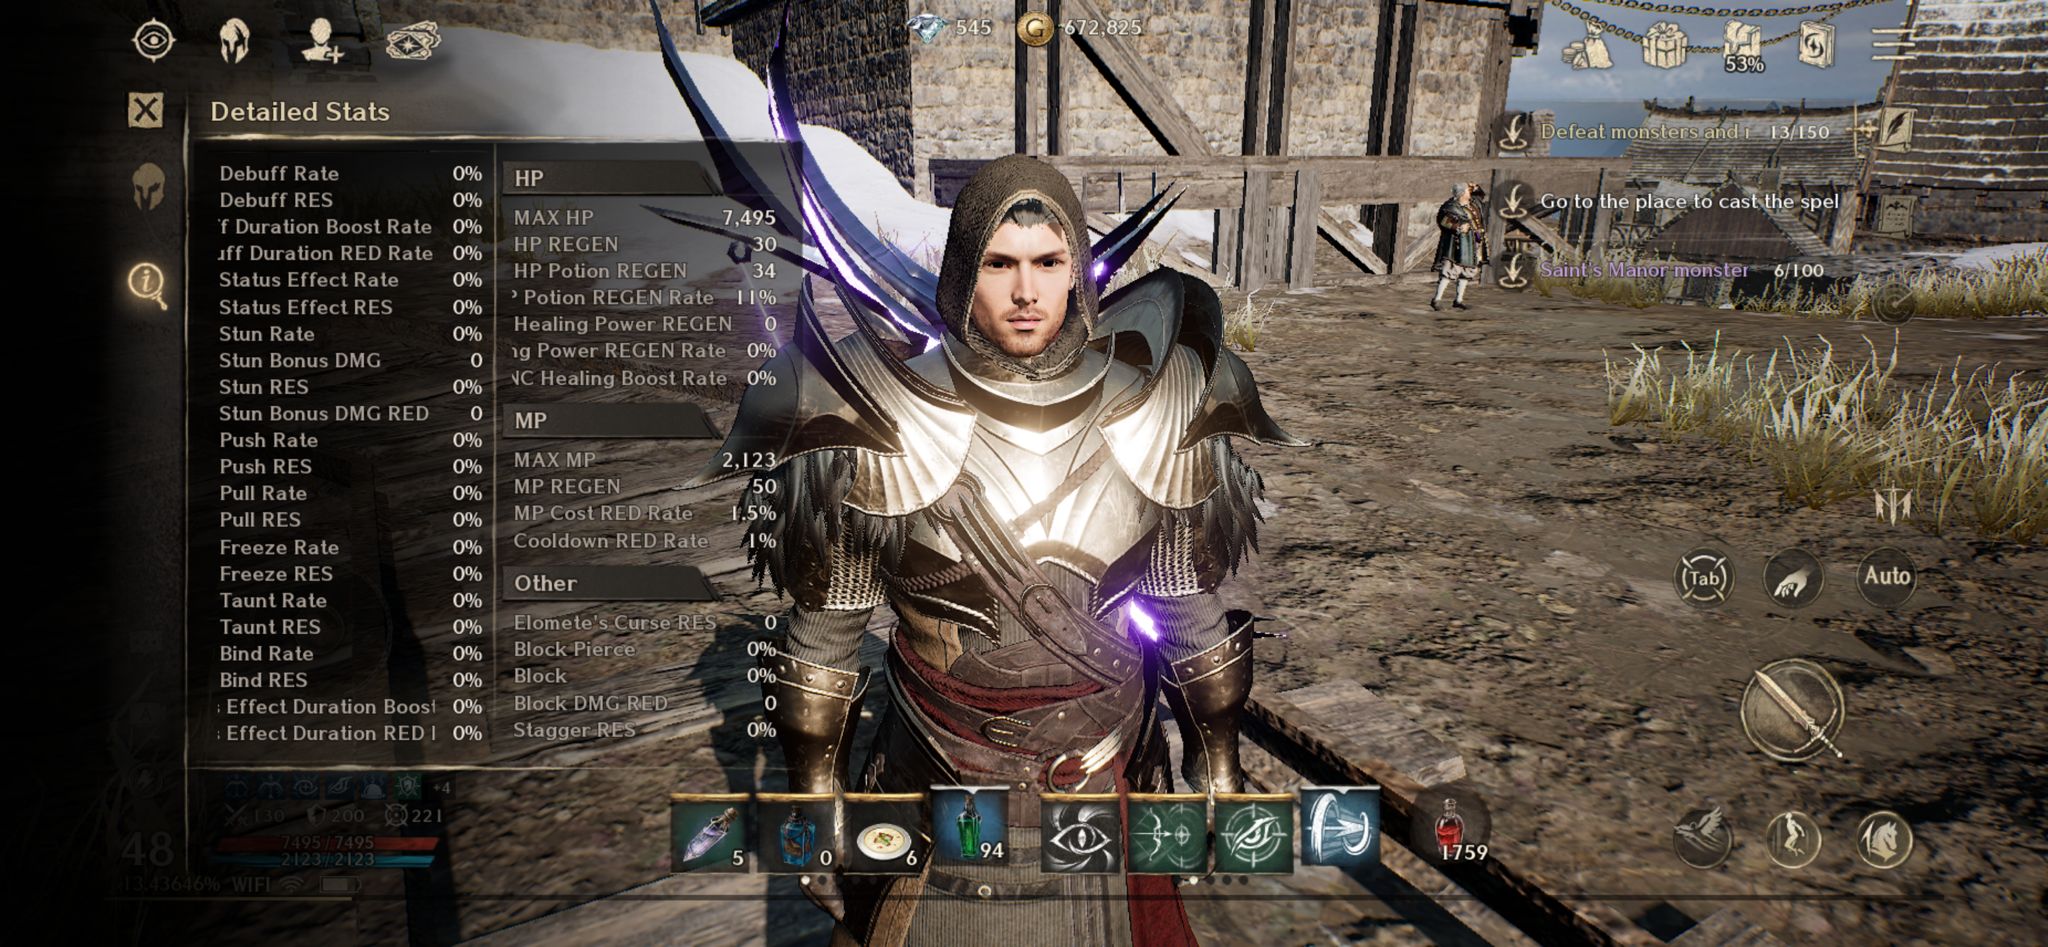 545
672,825
53%
Detailed Stats
Debuff Rate 0%
Debuff RES 0%
f Duration Boost Rate 0%
uff Duration RED Rate 0%
Status Effect Rate 0%
Status Effect RES 0%
Stun Rate 0%
Stun Bonus DMG 0
Stun RES 0%
Stun Bonus DMG RED 0
Push Rate 0%
Push RES 0%
Pull Rate 0%
Pull RES 0%
Freeze Rate 0%
Freeze RES 0%
Taunt Rate 0%
Taunt RES 0%
Bind Rate 0%
Bind RES 0%
Effect Duration Boost 0%
Effect Duration RED 0%
HP
MAX HP 7,495
HP REGEN 30
HP Potion REGEN 34
Potion REGEN Rate 11%
Healing Power REGEN 0
ng Power REGEN Rate 0%
NC Healing Boost Rate 0%
MP
MAX MP 2,123
MP REGEN 50
MP Cost RED Rate 1.5%
Cooldown RED Rate 1%
Other
Elomete's Curse RES 0
Block Pierce 0%
Block 0%
Block DMG RED 0
Stagger RES 0%
Defeat monsters and 13/150
Go to the place to cast the spel
Saint's Manor monster 6/100
Tab
Auto
+4
130 200 221
48
7495/7495
2123/2123
13.43646% WIFI
5
0
6
94
1759